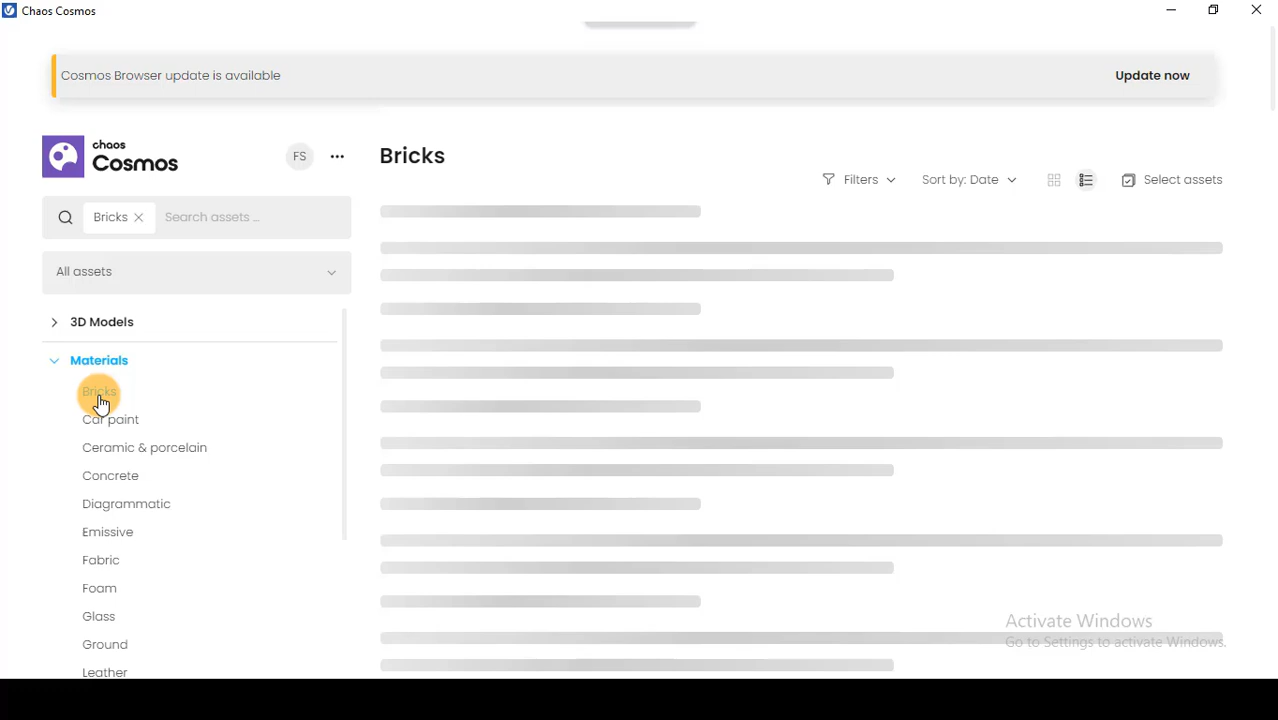 Chaos Cosmos
Cosmos Browser update is available
Update now
chaos
Cosmos
FS
Bricks
Filters
Sort by: Date
Select assets
Bricks
Search assets ...
All assets
3D Models
Materials
Bricks
Car paint
Ceramic & porcelain
Concrete
Diagrammatic
Emissive
Fabric
Foam
Glass
Ground
Leather
Activate Windows
Go to Settings to activate Windows.